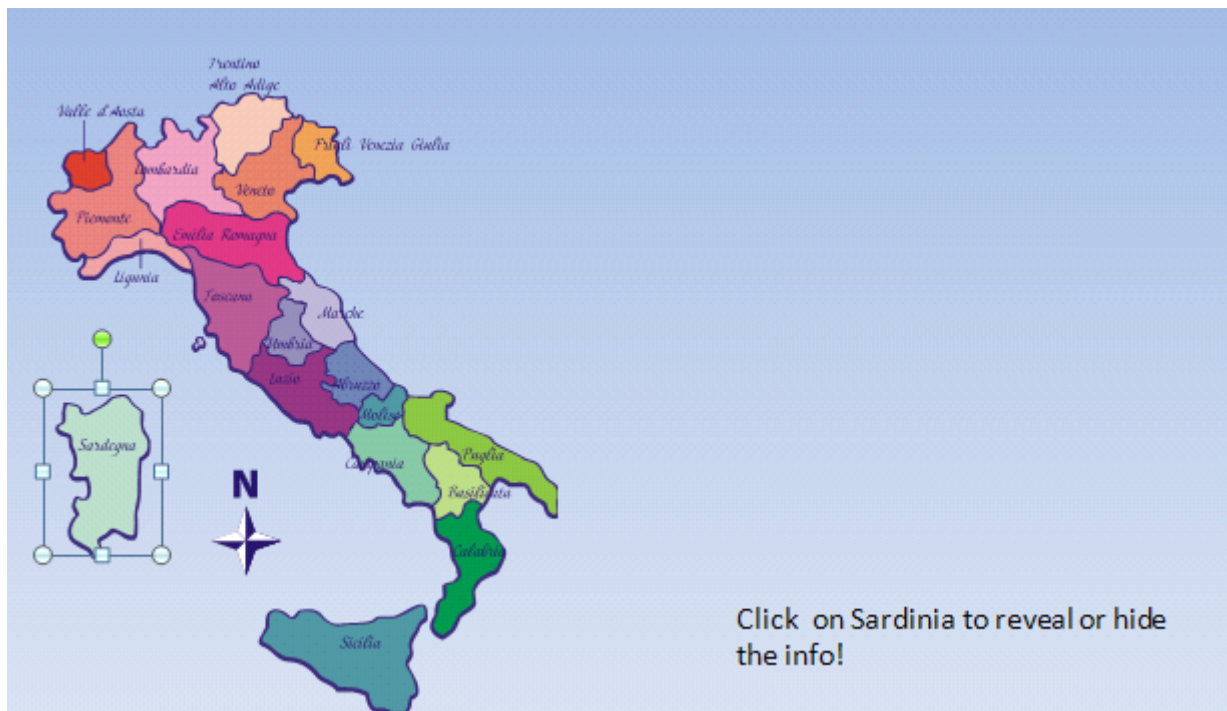 Trentino
Alto Adige
Valle d'Aosta
Friuli Venezia Giulia
Lombardia
Veneto
Piemonte
Emilia Romagna
Ligunia
Toscana
Marche
Umbria
Lazio
Abruzzo
Molise
Sardegna
Puglia
Campania
Basilicata
N
Calabria
Click on Sardinia to reveal or hide
the info!
Sicilia